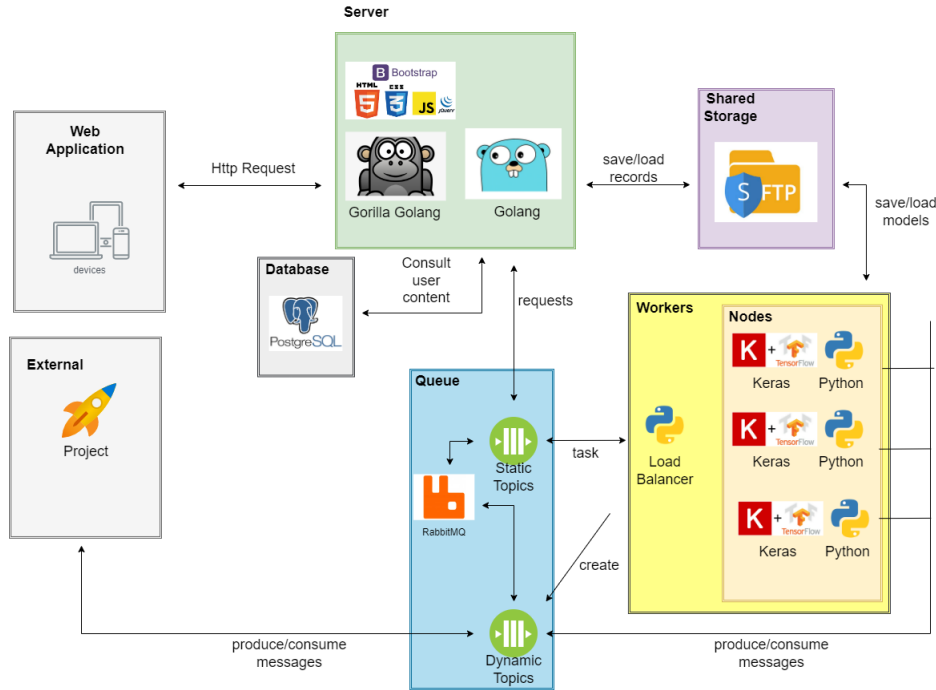 Server
Bootstrap
HTML
CSS
5
3
JS
jQuery
Gorilla Golang
Golang
Web
Application
devices
Http Request
save/load
records
Shared
Storage
S FTP
save/load
models
Database
PostgreSQL
Consult
user
content
requests
External
Project
Queue
Static
Topics
RabbitMQ
Dynamic
Topics
task
create
Workers
Load
Balancer
Nodes
K + TensorFlow
Keras
Python
K + TensorFlow
Keras
Python
K + TensorFlow
Keras
Python
produce/consume
messages
produce/consume
messages